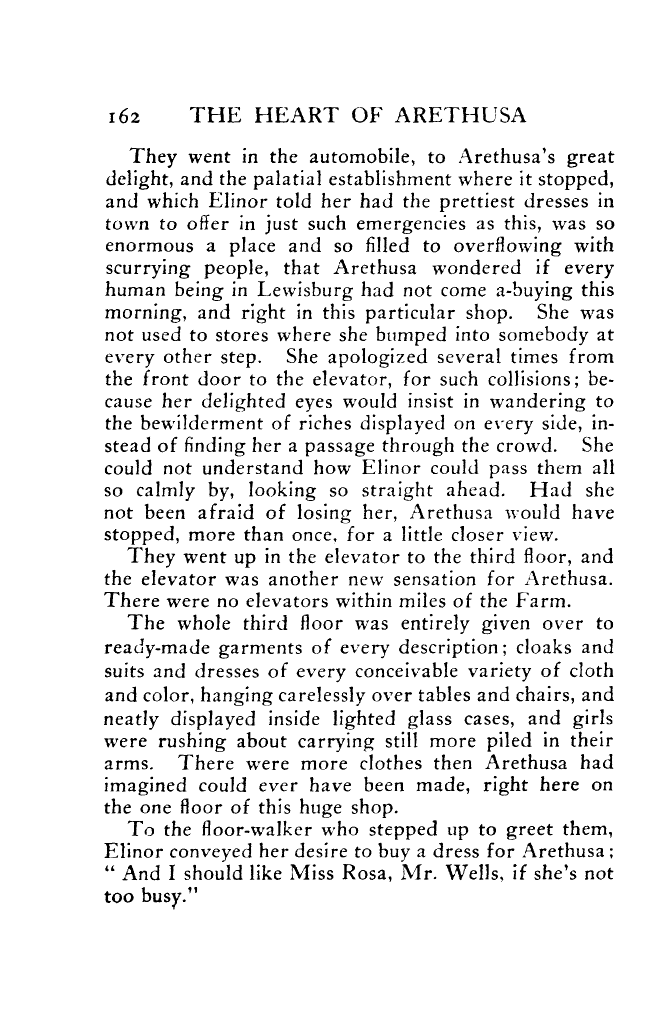 162 THE HEART OF ARETHUSA
They went in the automobile, to Arethusa's great
delight, and the palatial establishment where it stopped,
and which Elinor told her had the prettiest dresses in
town to offer in just such emergencies as this, was so
enormous a place and so filled to overflowing with
scurrying people, that Arethusa wondered if every
human being in Lewisburg had not come a-buying this
morning, and right in this particular shop. She was
not used to stores where she bumped into somebody at
every other step. She apologized several times from
the front door to the elevator, for such collisions; be-
cause her delighted eyes would insist in wandering to
the bewilderment of riches displayed on every side, in-
stead of finding her a passage through the crowd. She
could not understand how Elinor could pass them all
so calmly by, looking so straight ahead. Had she
not been afraid of losing her, Arethusa would have
stopped, more than once, for a little closer view.
They went up in the elevator to the third floor, and
the elevator was another new sensation for Arethusa.
There were no elevators within miles of the Farm.
The whole third floor was entirely given over to
ready-made garments of every description; cloaks and
suits and dresses of every conceivable variety of cloth
and color, hanging carelessly over tables and chairs, and
neatly displayed inside lighted glass cases, and girls
were rushing about carrying still more piled in their
arms. There were more clothes then Arethusa had
imagined could ever have been made, right here on
the one floor of this huge shop.
To the floor-walker who stepped up to greet them,
Elinor conveyed her desire to buy a dress for Arethusa;
" And I should like Miss Rosa, Mr. Wells, if she's not
too busy."